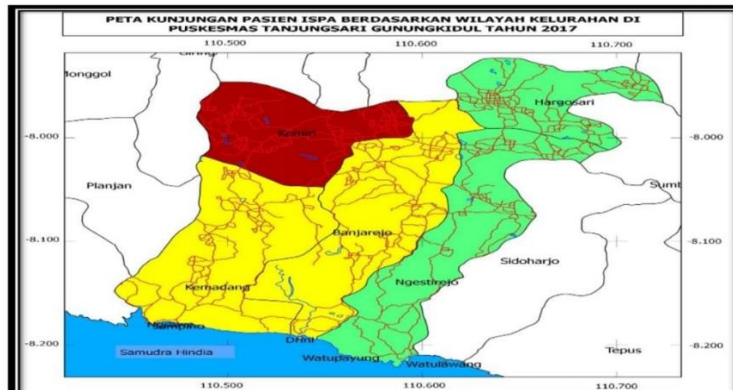 PETA KUNJUNGAN PASIEN ISPA BERDASARKAN WILAYAH KELURAHAN DI
PUSKESMAS TANJUNGSARI GUNUNGKIDUL TAHUN 2017
110.500 110.600 110.700
Hargosari
-8.000 Kemiri -8.000
Planjan
Banjarejo
-8.100 -8.100
Sidoharjo
Kemadang Ngestirejo
-8.200 -8.200
Samudra Hindia Watupayung Watulawang Tepus
110.500 110.600 110.700